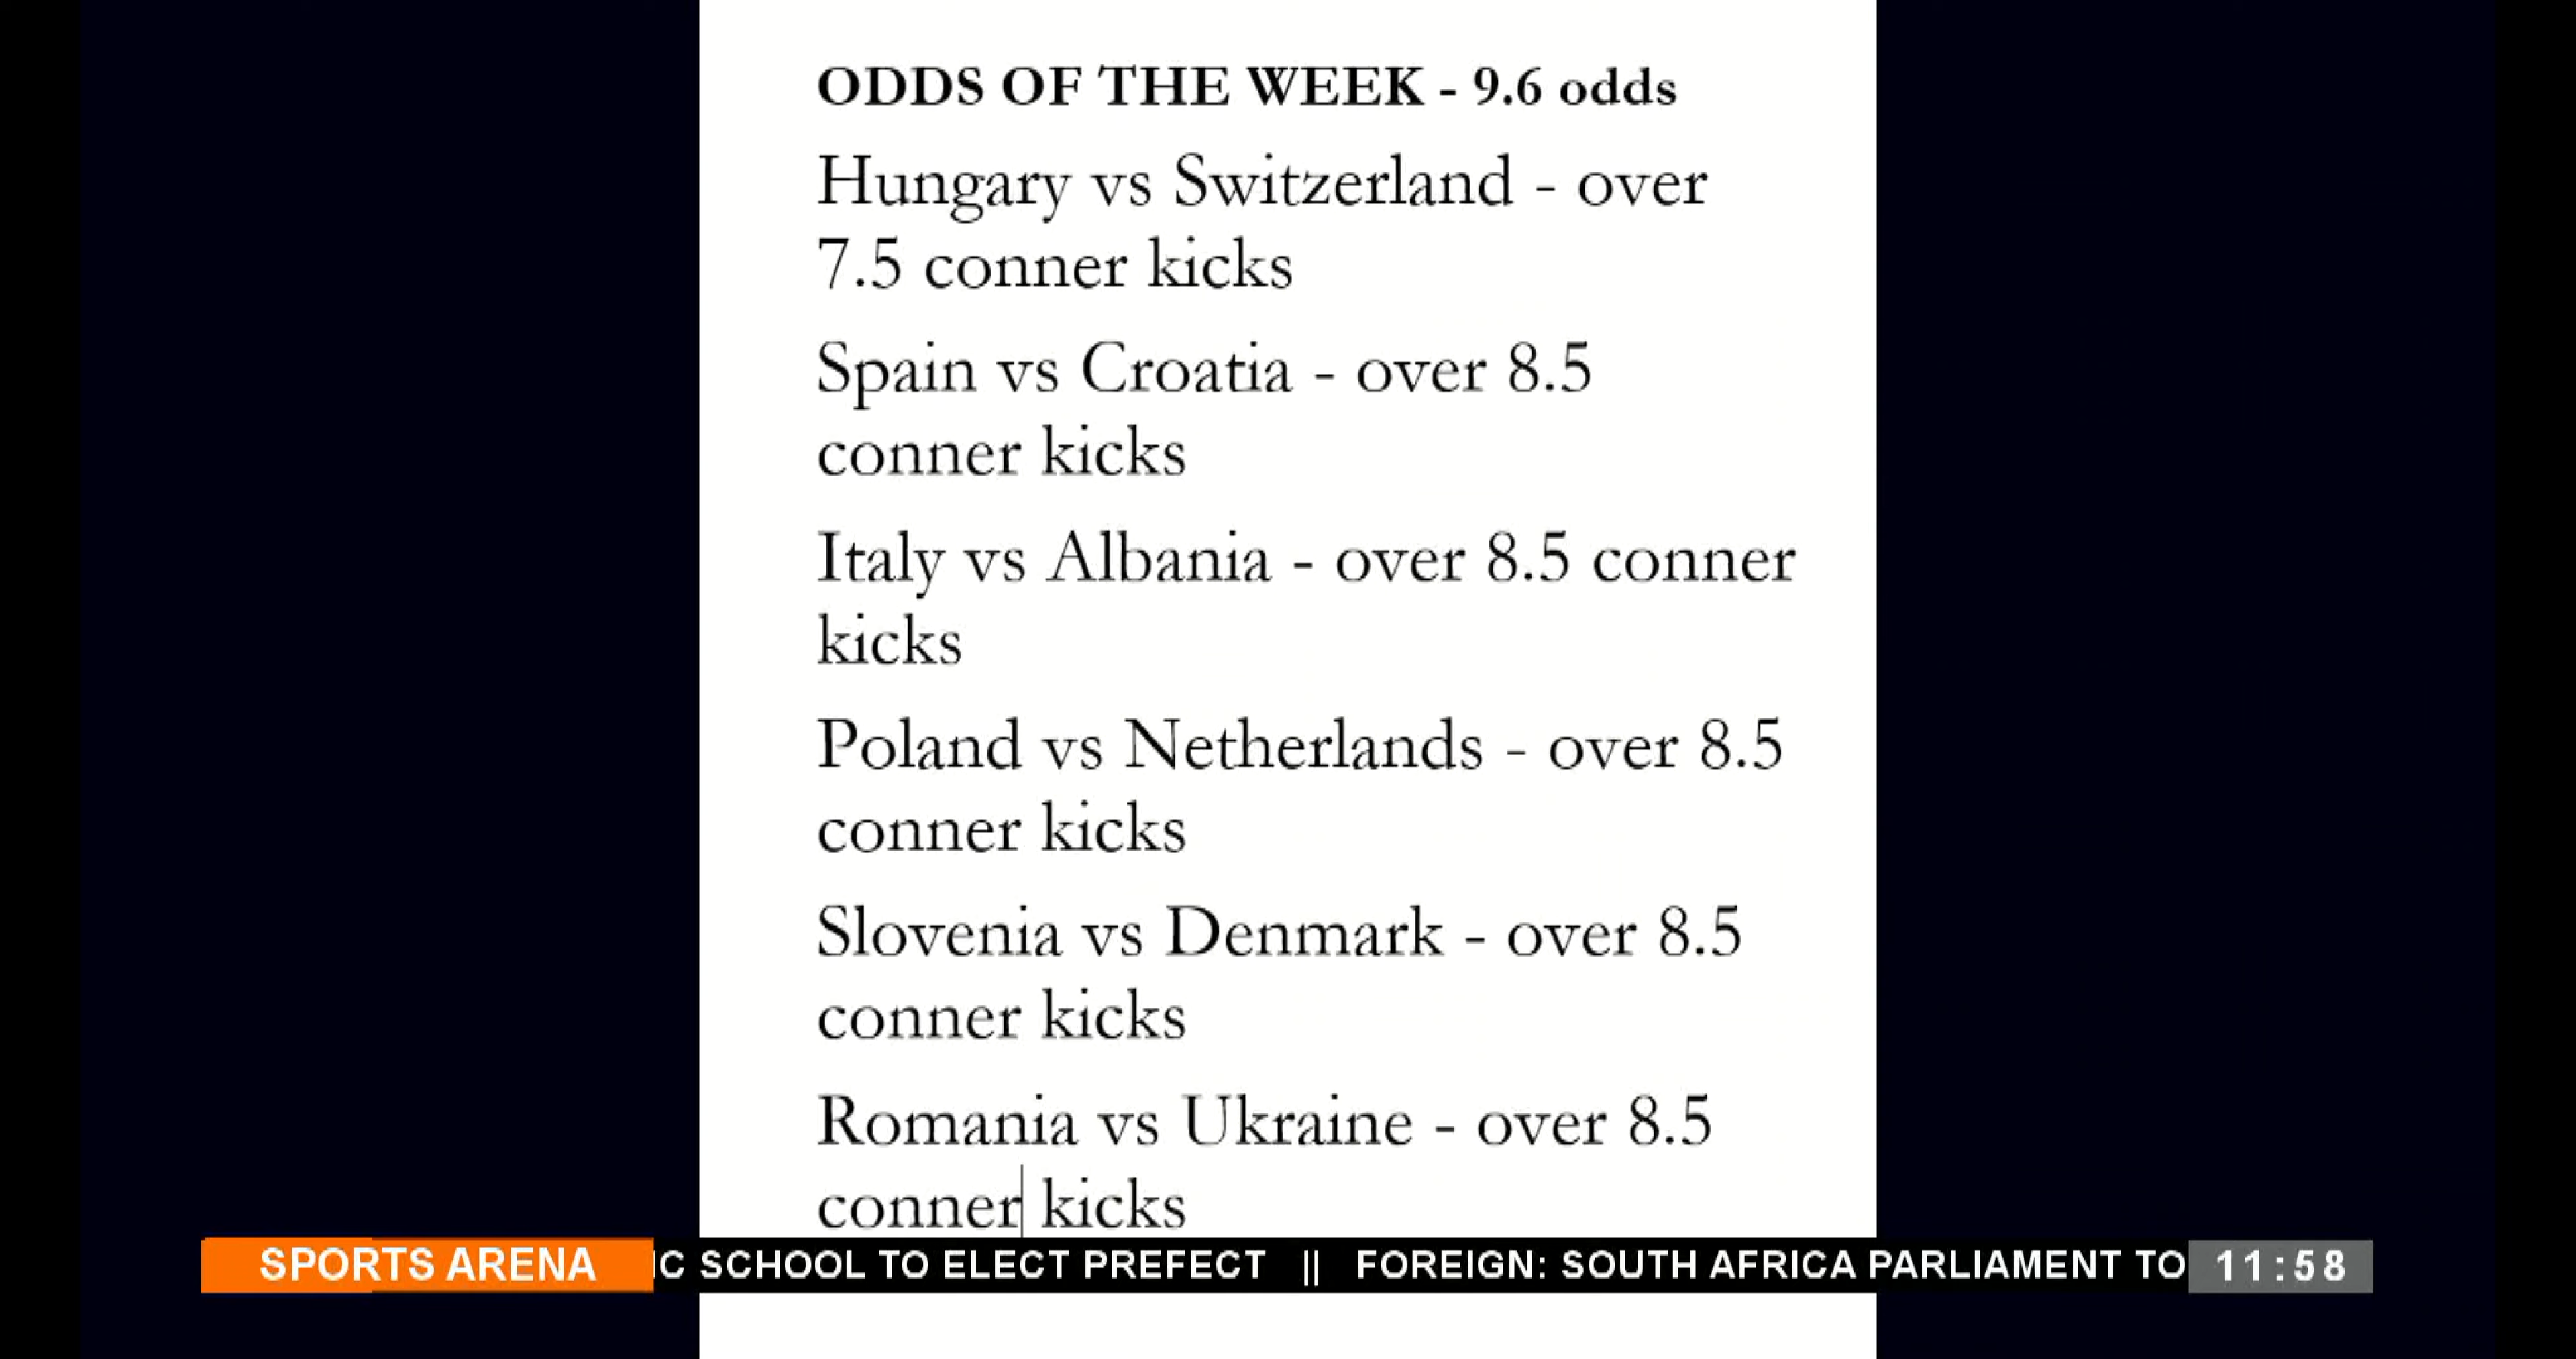 ODDS OF THE WEEK - 9.6 odds
Hungary vs Switzerland - over
7.5 conner kicks
Spain vs Croatia - over 8.5
conner kicks
Italy vs Albania - over 8.5 conner
kicks
Poland vs Netherlands - over 8.5
conner kicks
Slovenia vs Denmark - over 8.5
conner kicks
Romania vs Ukraine - over 8.5
conner kicks
SPORTS ARENA IC SCHOOL TO ELECT PREFECT || FOREIGN: SOUTH AFRICA PARLIAMENT TO 11:58